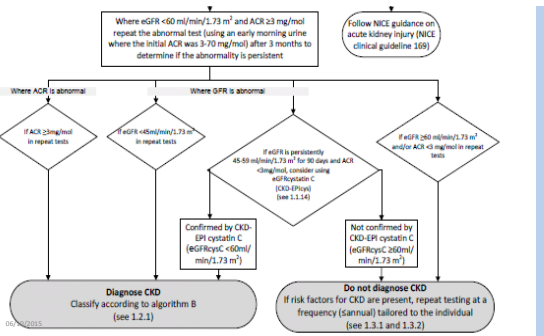 Where eGFR <60 ml/min/1.73 m² and ACR ≥3 mg/mol
repeat the abnormal test (using an early morning urine
where the initial ACR was 3-70 mg/mol) after 3 months to
determine if the abnormality is persistent
Follow NICE guidance on
acute kidney injury (NICE
clinical guideline 169)
Where ACR is abnormal
Where GFR is abnormal
If ACR ≥3mg/mol
in repeat tests
If eGFR <45ml/min/1.73 m²
in repeat tests
If eGFR is persistently
45-59 ml/min/1.73 m² for 90 days and ACR
<3mg/mol, consider using
eGFRcystatin C
(CKD-EPIcys)
(see 1.1.14)
If eGFR ≥60 ml/min/1.73 m²
and/or ACR <3 mg/mol in repeat
tests
Confirmed by CKD-
EPI cystatin C
(eGFRcysC <60ml/
min/1.73 m²)
Not confirmed by
CKD-EPI cystatin C
(eGFRcysC ≥60ml/
min/1.73 m²)
Diagnose CKD
Classify according to algorithm B
(see 1.2.1)
Do not diagnose CKD
If risk factors for CKD are present, repeat testing at a
frequency (≤annual) tailored to the individual
(see 1.3.1 and 1.3.2)
2015